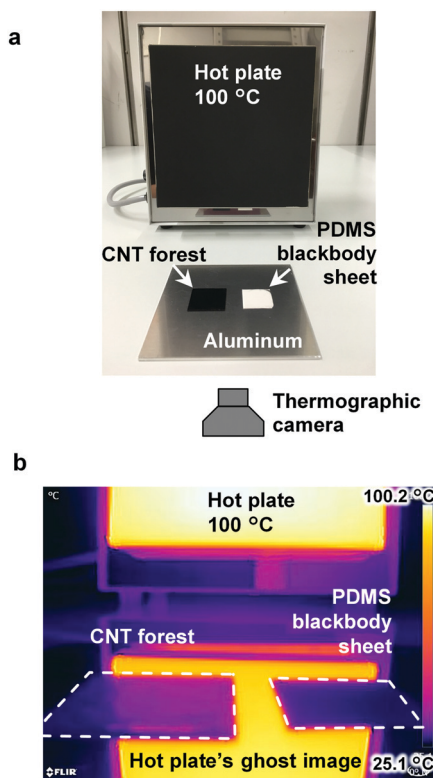 a
Hot plate
100 °C
CNT forest
PDMS
blackbody
sheet
Aluminum
Thermographic
camera
b
°C
Hot plate
100 °C
100.2 °C
CNT forest
PDMS
blackbody
sheet
Hot plate's ghost image
FLIR
25.1 °C